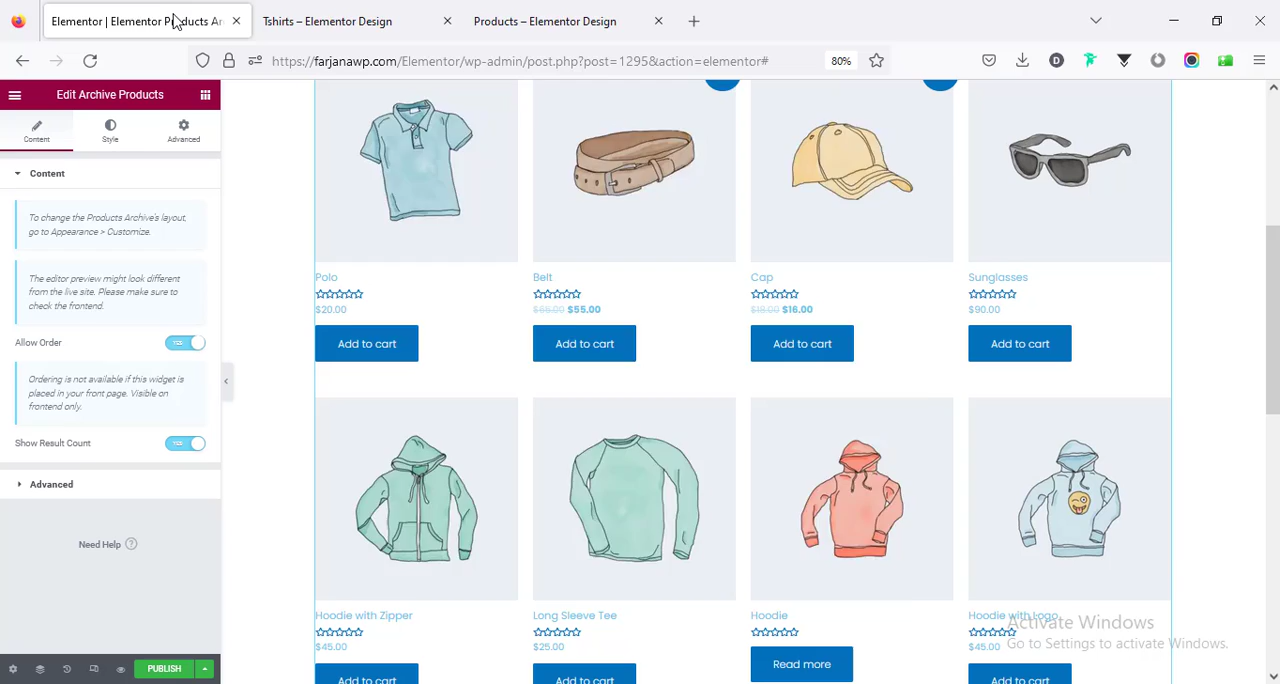 Elementor | Elementor Products Ar
Tshirts – Elementor Design
Products – Elementor Design
https://farjanawp.com/Elementor/wp-admin/post.php?post=1295&action=elementor#
80%
Edit Archive Products
Content
Style
Advanced
Content
To change the Products Archive's layout,
go to Appearance > Customize.
The editor preview might look different
from the live site. Please make sure to
check the frontend.
Allow Order
YES
Ordering is not available if this widget is
placed in your front page. Visible on
frontend only.
Show Result Count
YES
Advanced
Need Help
PUBLISH
Polo
Belt
Cap
Sunglasses
$20.00
$65.00 $55.00
$18.00 $16.00
$90.00
Add to cart
Add to cart
Add to cart
Add to cart
Hoodie with Zipper
Long Sleeve Tee
Hoodie
Hoodie with Logo
$45.00
$25.00
$45.00
Add to cart
Add to cart
Read more
Add to cart
Activate Windows
Go to Settings to activate Windows.